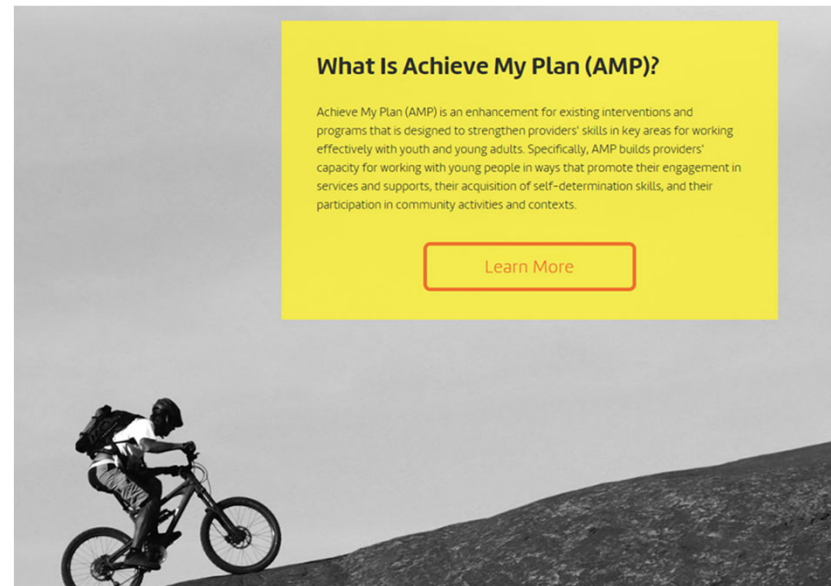 What Is Achieve My Plan (AMP)?
Achieve My Plan (AMP) is an enhancement for existing interventions and
programs that is designed to strengthen providers' skills in key areas for working
effectively with youth and young adults. Specifically, AMP builds providers'
capacity for working with young people in ways that promote their engagement in
services and supports, their acquisition of self-determination skills, and their
participation in community activities and contexts.
Learn More